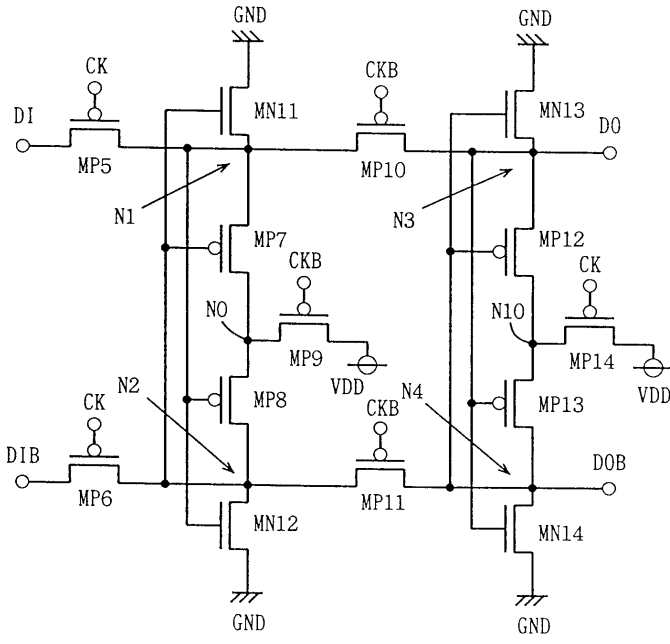 GND
GND
CK
CKB
DI
MN11
MN13
DO
MP5
MP10
N1
N3
MP7
MP12
CKB
CK
N0
N10
MP9
MP14
VDD
VDD
N2
MP8
N4
MP13
CK
CKB
DIB
DOB
MP6
MP11
MN12
MN14
GND
GND